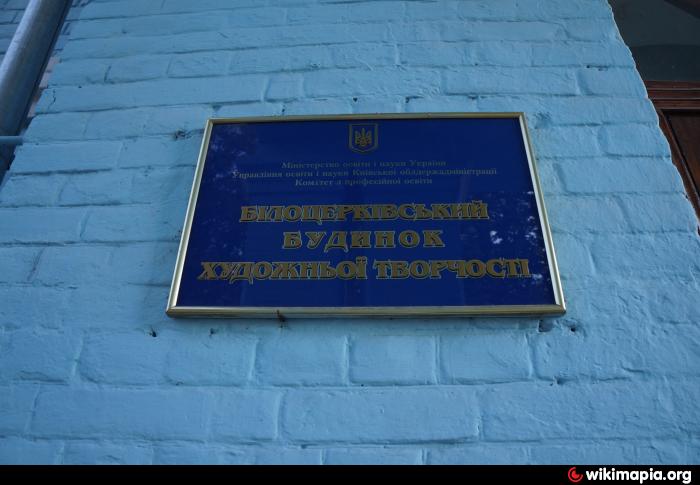 Міністерство освіти і науки України
Управління освіти і науки Київської облдержадміністрації
Комітет з професійної освіти
БІЛОЦЕРКІВСЬКИЙ
БУДИНОК
ХУДОЖНЬОЇ ТВОРЧОСТІ
wikimapia.org